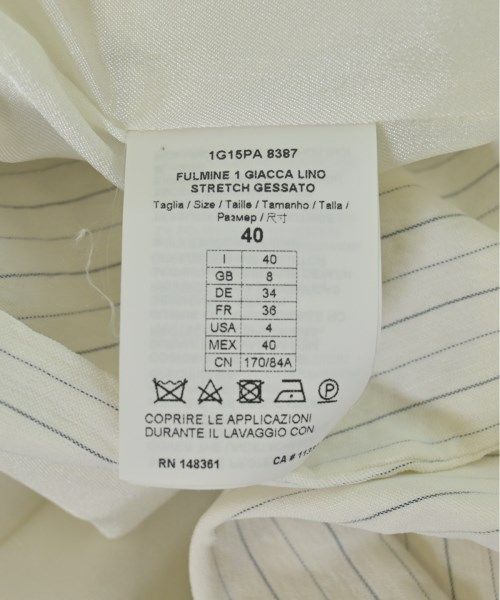 1G15PA 8387
FULMINE 1 GIACCA LINO
STRETCH GESSATO
Taglia / Size / Taille / Tamanho / Talla /
Размер / 尺寸
40
I 40
GB 8
DE 34
FR 36
USA 4
MEX 40
CN 170/84A
P
COPRIRE LE APPLICAZIONI
DURANTE IL LAVAGGIO CON
RN 148361 CA #